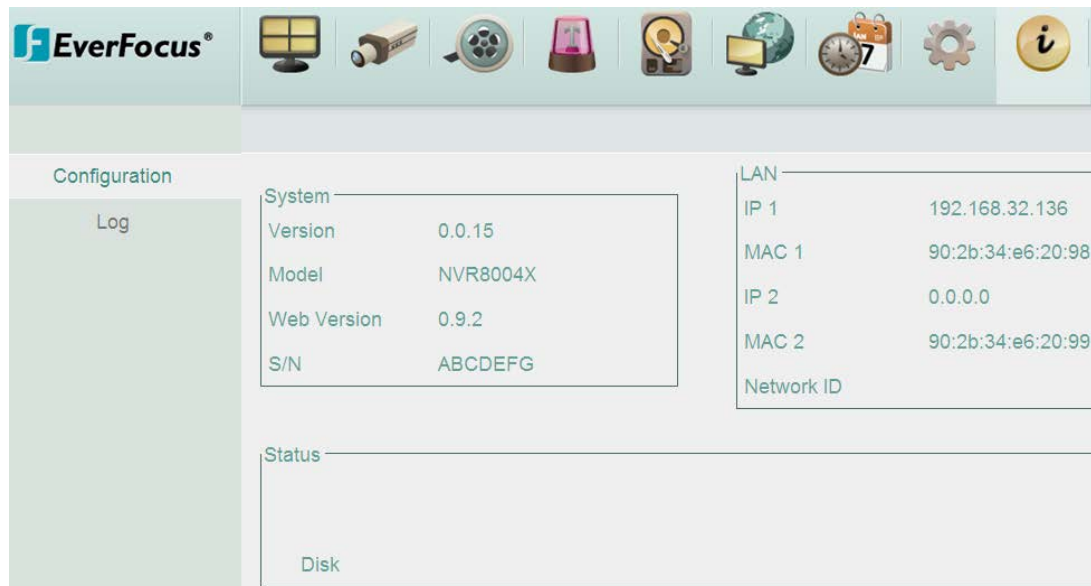 EverFocus®
Configuration
Log
System
Version 0.0.15
Model NVR8004X
Web Version 0.9.2
S/N ABCDEFG
LAN
IP 1 192.168.32.136
MAC 1 90:2b:34:e6:20:98
IP 2 0.0.0.0
MAC 2 90:2b:34:e6:20:99
Network ID
Status
Disk